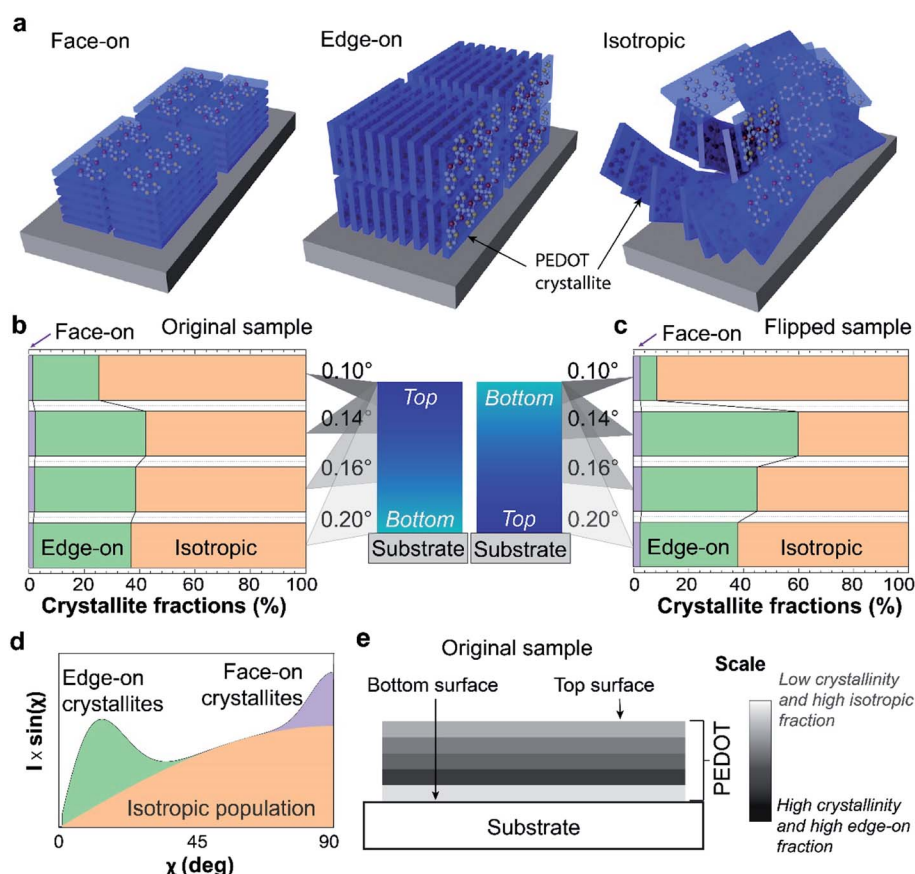 a
Face-on
Edge-on
Isotropic
PEDOT
crystallite
b
Face-on
Original sample
Edge-on
Isotropic
0 20 40 60 80 100
Crystallite fractions (%)
0.10°
0.14°
0.16°
0.20°
Top
Bottom
Substrate
Bottom
Top
Substrate
0.10°
0.14°
0.16°
0.20°
c
Face-on
Flipped sample
Edge-on
Isotropic
0 20 40 60 80 100
Crystallite fractions (%)
d
Edge-on
crystallites
Face-on
crystallites
Isotropic population
I x sin(χ)
0 45 90
χ (deg)
e
Original sample
Bottom surface
Top surface
PEDOT
Substrate
Scale
Low crystallinity
and high isotropic
fraction
High crystallinity
and high edge-on
fraction